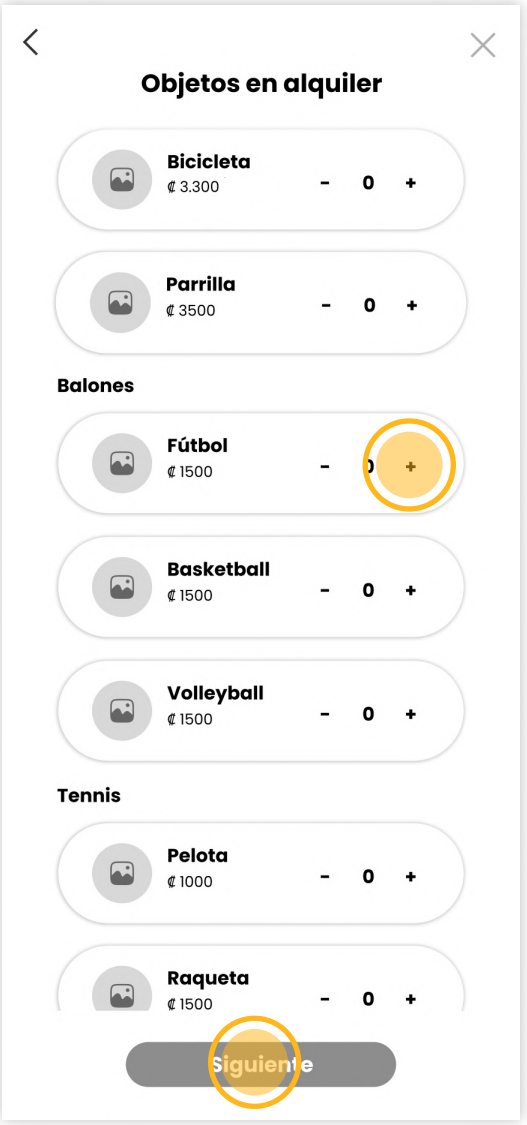 Objetos en alquiler
Bicicleta
₡ 3.300
- 0 +
Parrilla
₡ 3500
- 0 +
Balones
Fútbol
₡ 1500
- 0 +
Basketball
₡ 1500
- 0 +
Volleyball
₡ 1500
- 0 +
Tennis
Pelota
₡ 1000
- 0 +
Raqueta
₡ 1500
- 0 +
Siguiente